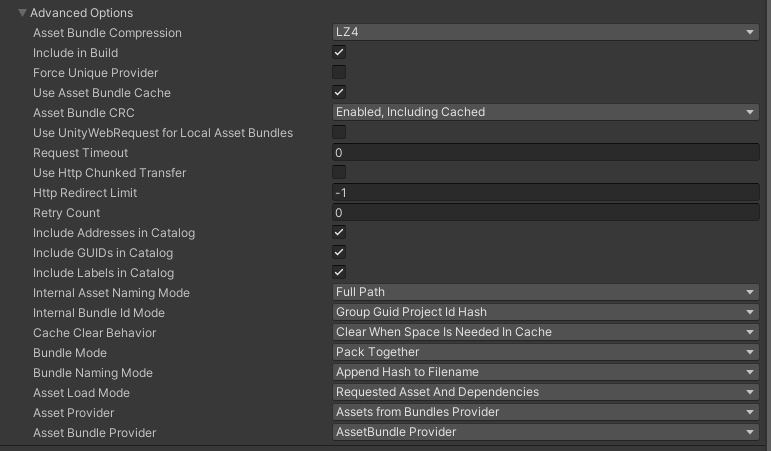 Advanced Options
Asset Bundle Compression LZ4
Include in Build
Force Unique Provider
Use Asset Bundle Cache
Asset Bundle CRC Enabled, Including Cached
Use UnityWebRequest for Local Asset Bundles
Request Timeout 0
Use Http Chunked Transfer
Http Redirect Limit -1
Retry Count 0
Include Addresses in Catalog
Include GUIDs in Catalog
Include Labels in Catalog
Internal Asset Naming Mode Full Path
Internal Bundle Id Mode Group Guid Project Id Hash
Cache Clear Behavior Clear When Space Is Needed In Cache
Bundle Mode Pack Together
Bundle Naming Mode Append Hash to Filename
Asset Load Mode Requested Asset And Dependencies
Asset Provider Assets from Bundles Provider
Asset Bundle Provider AssetBundle Provider